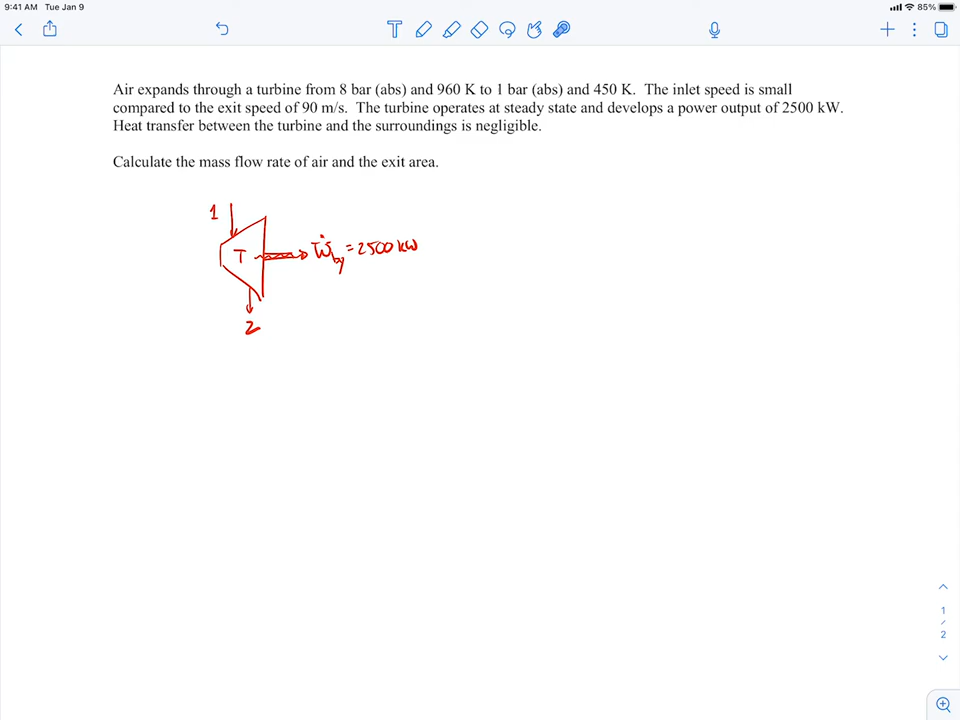 9:41 AM Tue Jan 9
85%
T
Air expands through a turbine from 8 bar (abs) and 960 K to 1 bar (abs) and 450 K. The inlet speed is small
compared to the exit speed of 90 m/s. The turbine operates at steady state and develops a power output of 2500 kW.
Heat transfer between the turbine and the surroundings is negligible.
Calculate the mass flow rate of air and the exit area.
1
T
Ẇby = 2500 kW
2
1
/
2